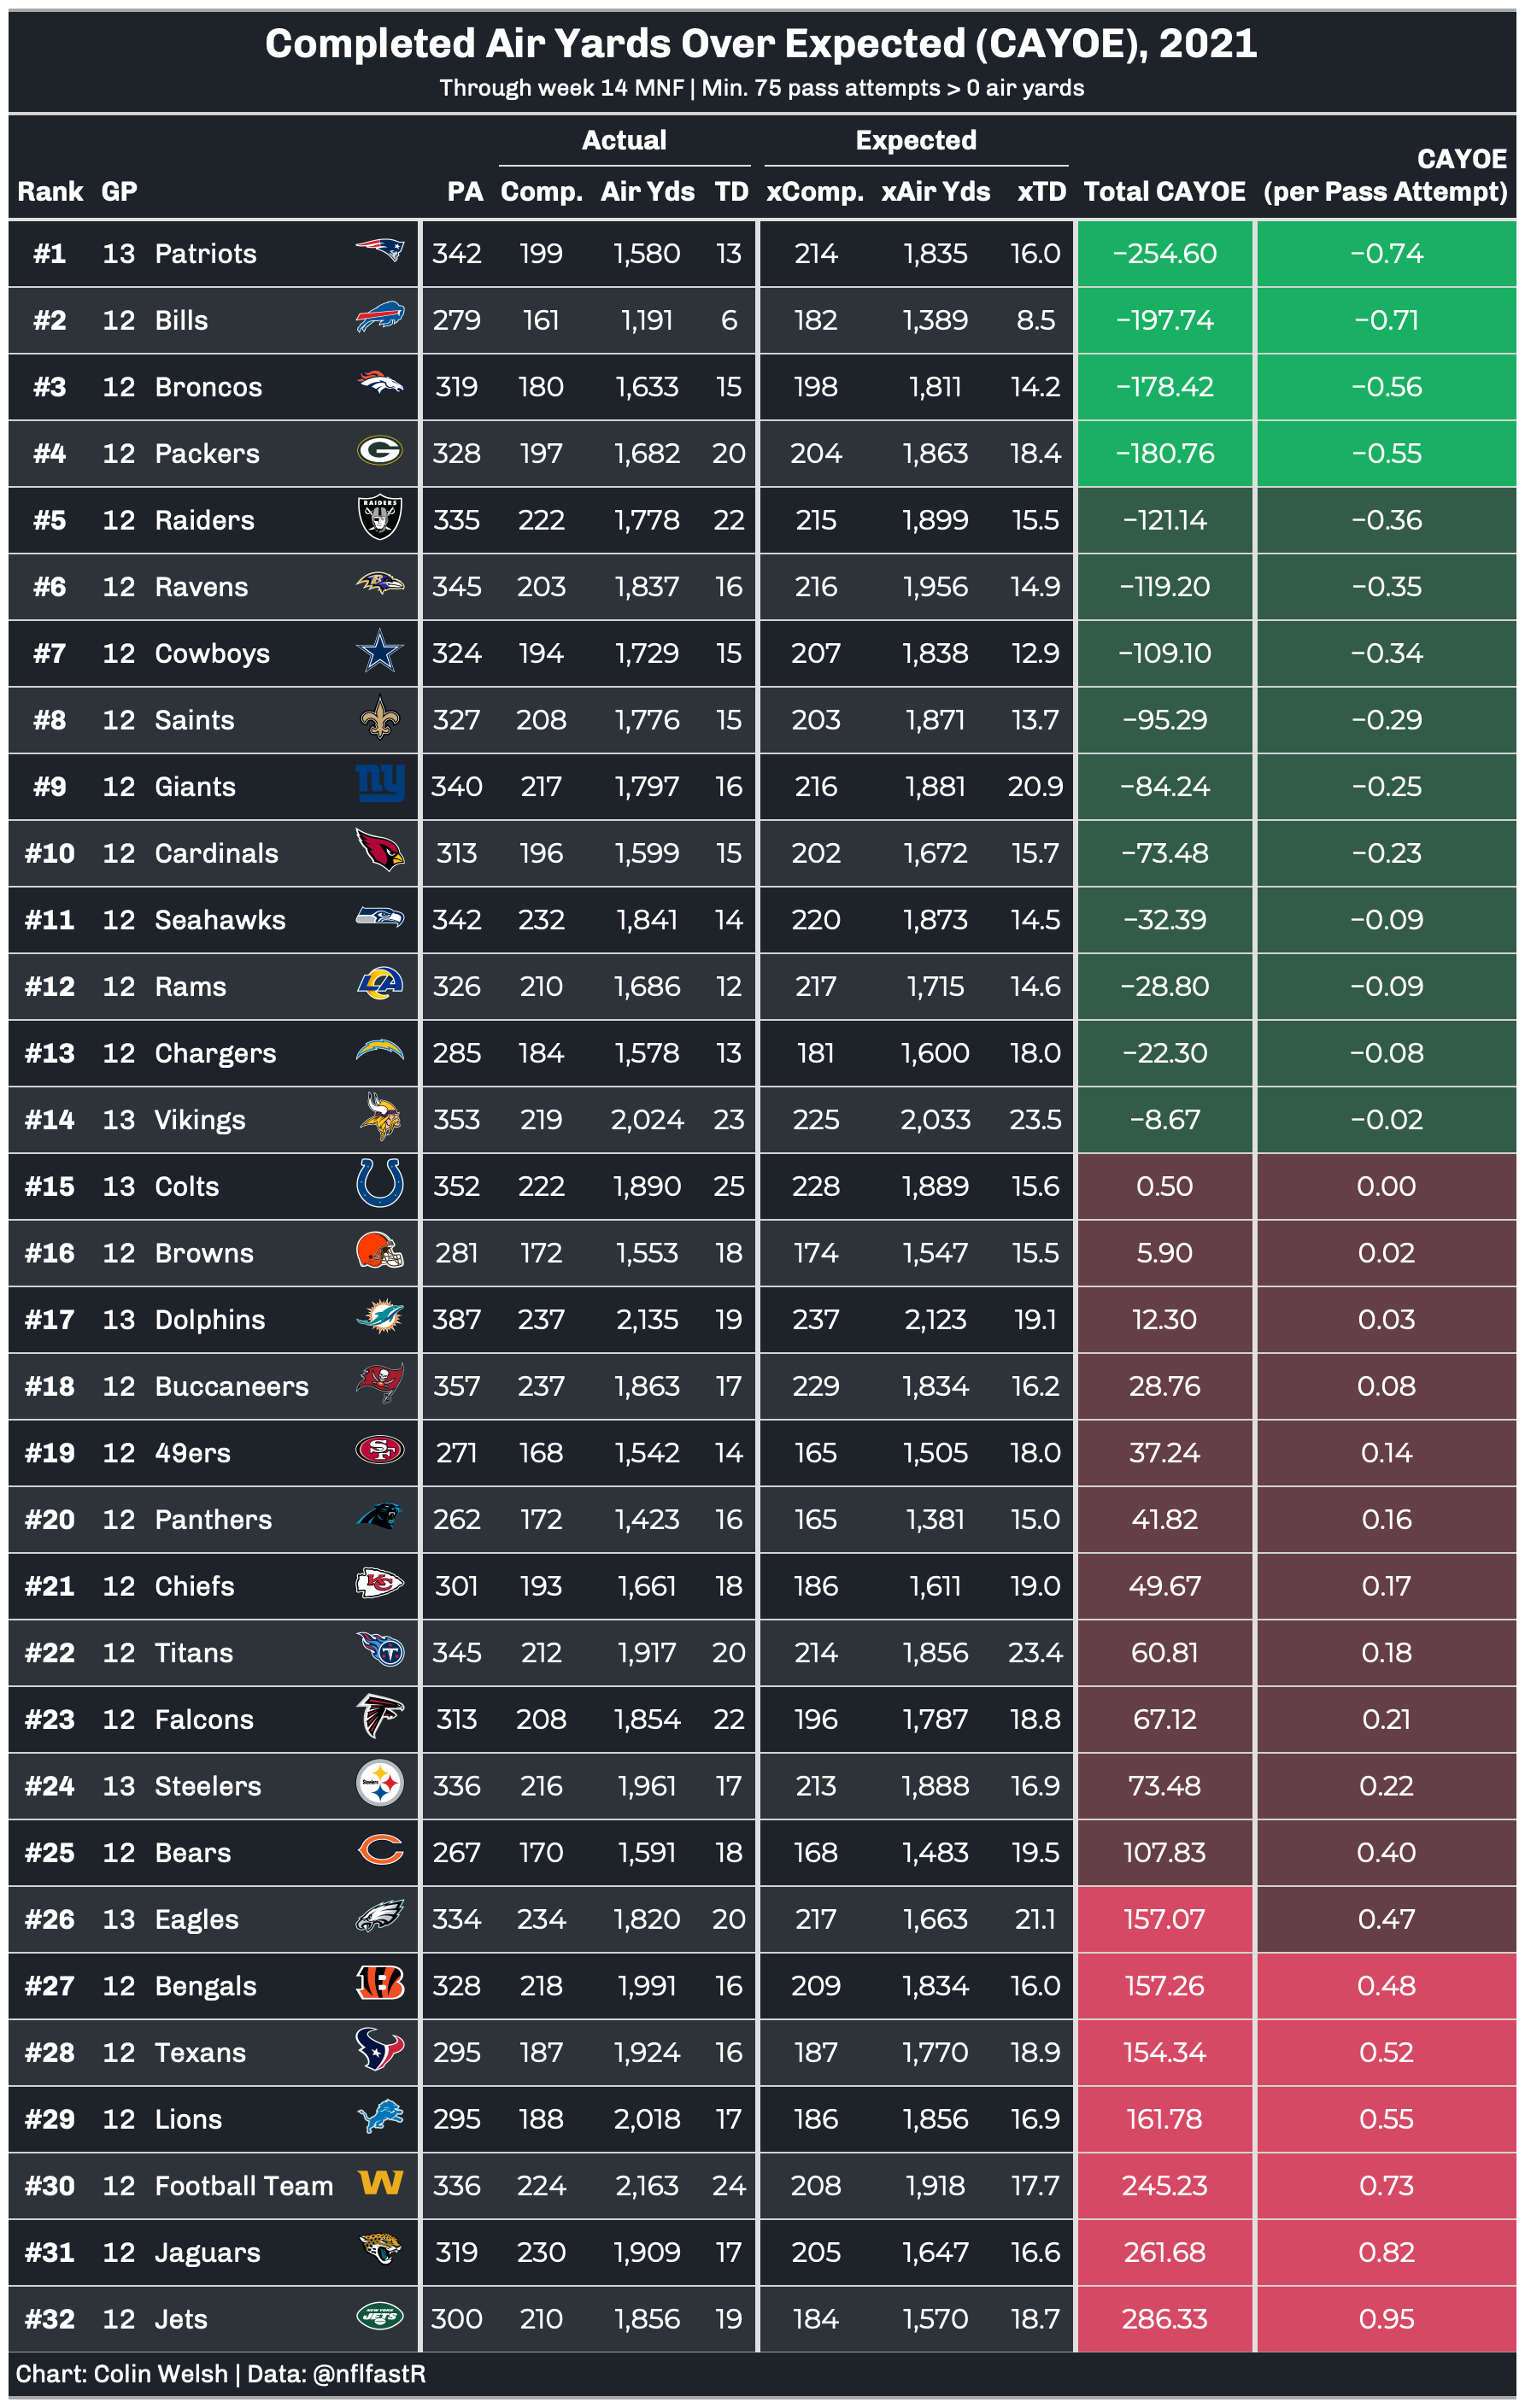 Completed Air Yards Over Expected (CAYOE), 2021
Through week 14 MNF | Min. 75 pass attempts > 0 air yards
Actual Expected
CAYOE
Rank GP PA Comp. Air Yds TD xComp. xAir Yds xTD Total CAYOE (per Pass Attempt)
#1 13 Patriots 342 199 1,580 13 214 1,835 16.0 −254.60 −0.74
#2 12 Bills 279 161 1,191 6 182 1,389 8.5 −197.74 −0.71
#3 12 Broncos 319 180 1,633 15 198 1,811 14.2 −178.42 −0.56
#4 12 Packers G 328 197 1,682 20 204 1,863 18.4 −180.76 −0.55
#5 12 Raiders RAIDERS 335 222 1,778 22 215 1,899 15.5 −121.14 −0.36
#6 12 Ravens B 345 203 1,837 16 216 1,956 14.9 −119.20 −0.35
#7 12 Cowboys 324 194 1,729 15 207 1,838 12.9 −109.10 −0.34
#8 12 Saints 327 208 1,776 15 203 1,871 13.7 −95.29 −0.29
#9 12 Giants ny 340 217 1,797 16 216 1,881 20.9 −84.24 −0.25
#10 12 Cardinals 313 196 1,599 15 202 1,672 15.7 −73.48 −0.23
#11 12 Seahawks 342 232 1,841 14 220 1,873 14.5 −32.39 −0.09
#12 12 Rams LA 326 210 1,686 12 217 1,715 14.6 −28.80 −0.09
#13 12 Chargers 285 184 1,578 13 181 1,600 18.0 −22.30 −0.08
#14 13 Vikings 353 219 2,024 23 225 2,033 23.5 −8.67 −0.02
#15 13 Colts 352 222 1,890 25 228 1,889 15.6 0.50 0.00
#16 12 Browns 281 172 1,553 18 174 1,547 15.5 5.90 0.02
#17 13 Dolphins 387 237 2,135 19 237 2,123 19.1 12.30 0.03
#18 12 Buccaneers 357 237 1,863 17 229 1,834 16.2 28.76 0.08
#19 12 49ers SF 271 168 1,542 14 165 1,505 18.0 37.24 0.14
#20 12 Panthers 262 172 1,423 16 165 1,381 15.0 41.82 0.16
#21 12 Chiefs KC 301 193 1,661 18 186 1,611 19.0 49.67 0.17
#22 12 Titans T 345 212 1,917 20 214 1,856 23.4 60.81 0.18
#23 12 Falcons 313 208 1,854 22 196 1,787 18.8 67.12 0.21
#24 13 Steelers Steelers 336 216 1,961 17 213 1,888 16.9 73.48 0.22
#25 12 Bears C 267 170 1,591 18 168 1,483 19.5 107.83 0.40
#26 13 Eagles 334 234 1,820 20 217 1,663 21.1 157.07 0.47
#27 12 Bengals B 328 218 1,991 16 209 1,834 16.0 157.26 0.48
#28 12 Texans 295 187 1,924 16 187 1,770 18.9 154.34 0.52
#29 12 Lions 295 188 2,018 17 186 1,856 16.9 161.78 0.55
#30 12 Football Team W 336 224 2,163 24 208 1,918 17.7 245.23 0.73
#31 12 Jaguars 319 230 1,909 17 205 1,647 16.6 261.68 0.82
#32 12 Jets NEW YORK JETS 300 210 1,856 19 184 1,570 18.7 286.33 0.95
Chart: Colin Welsh | Data: @nflfastR